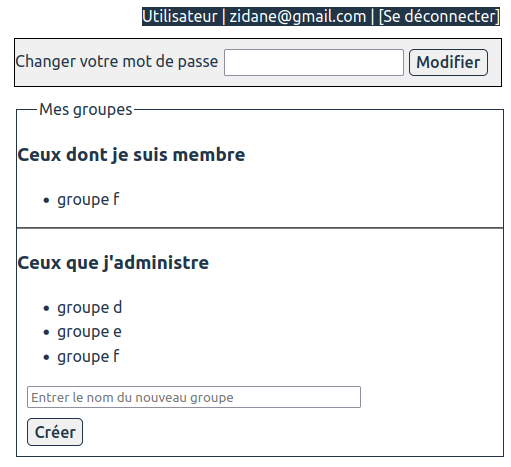 Utilisateur | zidane@gmail.com | [Se déconnecter]
Changer votre mot de passe Modifier
Mes groupes
Ceux dont je suis membre
• groupe f
Ceux que j'administre
• groupe d
• groupe e
• groupe f
Entrer le nom du nouveau groupe
Créer